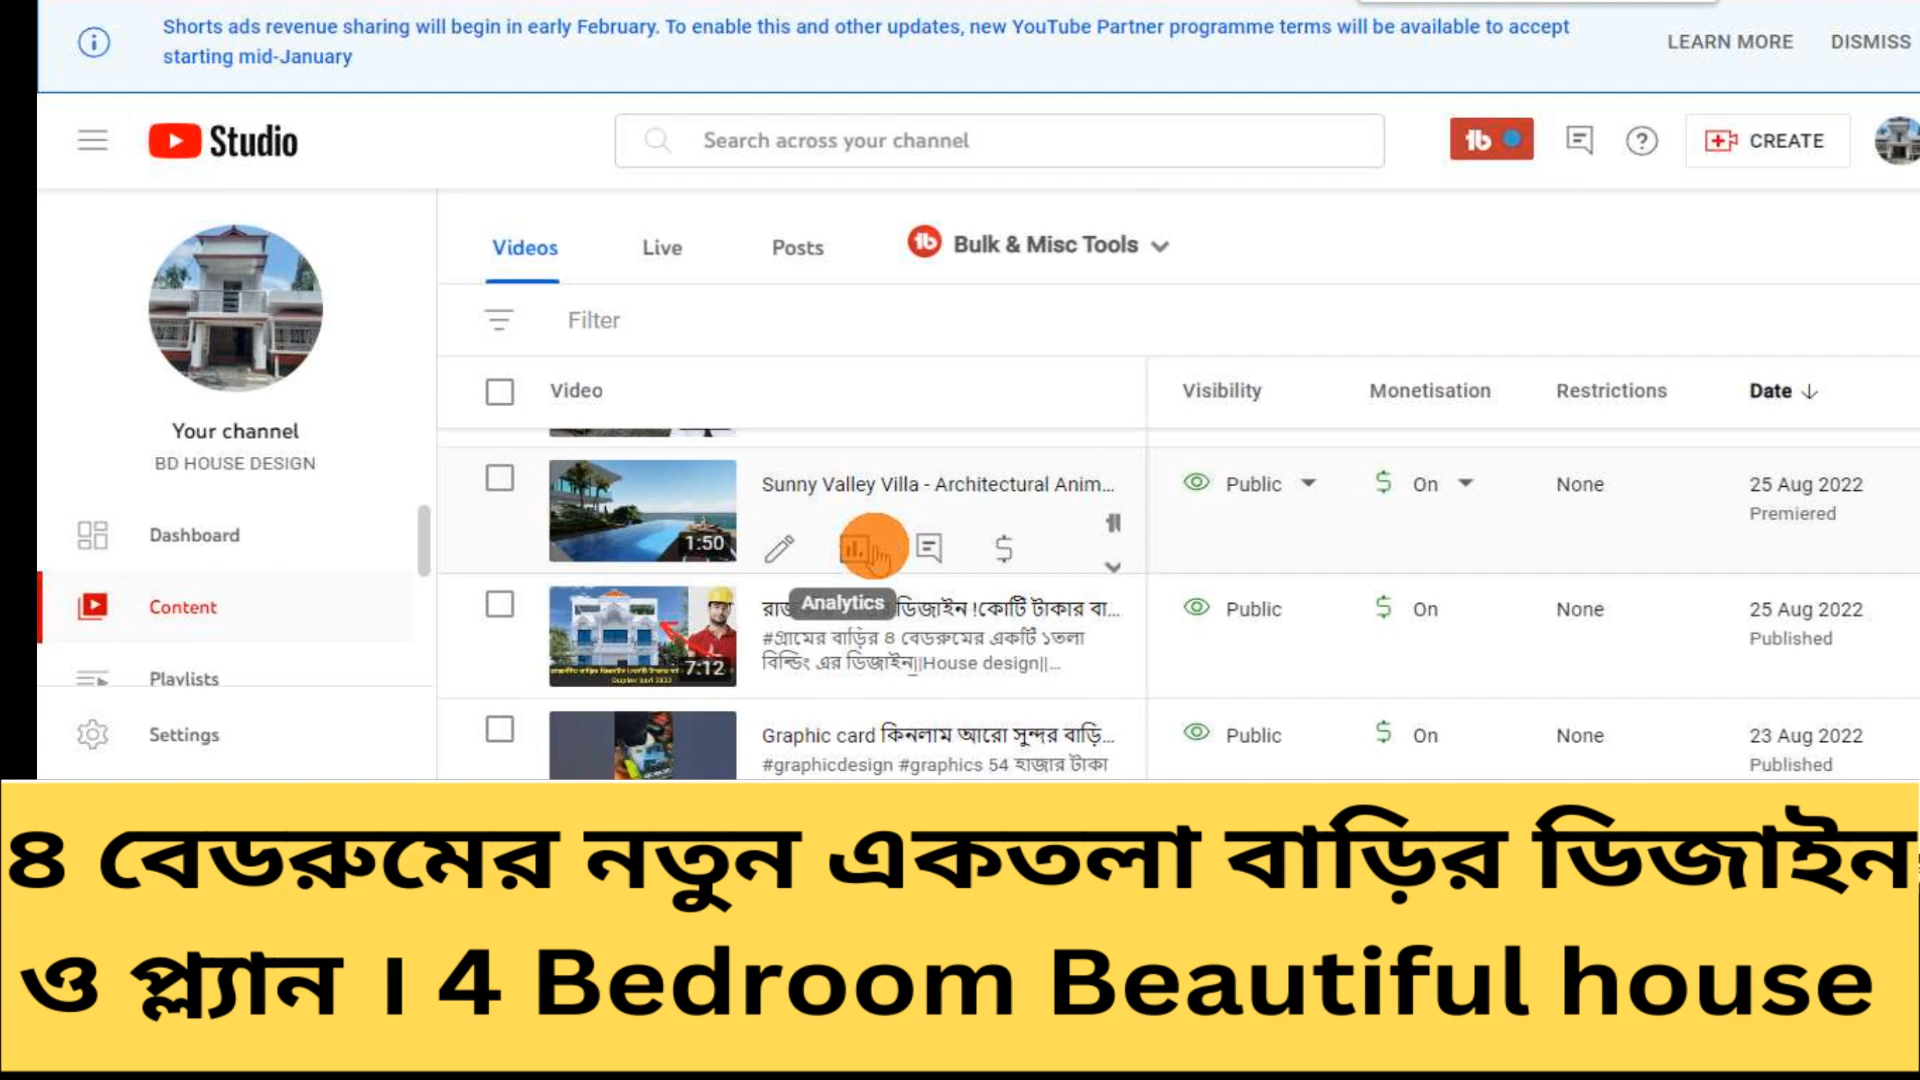 Shorts ads revenue sharing will begin in early February. To enable this and other updates, new YouTube Partner programme terms will be available to accept
starting mid-January
LEARN MORE DISMISS
Studio
Search across your channel
CREATE
Videos Live Posts Bulk & Misc Tools
Filter
Video Visibility Monetisation Restrictions Date
Your channel
BD HOUSE DESIGN
Dashboard
Content
Playlists
Settings
1:50
Sunny Valley Villa - Architectural Anim...
Public On None 25 Aug 2022
Premiered
Analytics
7:12
ডিজাইন !কোটি টাকার বা...
#গ্রামের বাড়ির ৪ বেডরুমের একটি ১তলা
বিল্ডিং এর ডিজাইন||House design||...
Public On None 25 Aug 2022
Published
Graphic card কিনলাম আরো সুন্দর বাড়ি...
#graphicdesign #graphics 54 হাজার টাকা
Public On None 23 Aug 2022
Published
৪ বেডরুমের নতুন একতলা বাড়ির ডিজাইন
ও প্ল্যান । 4 Bedroom Beautiful house